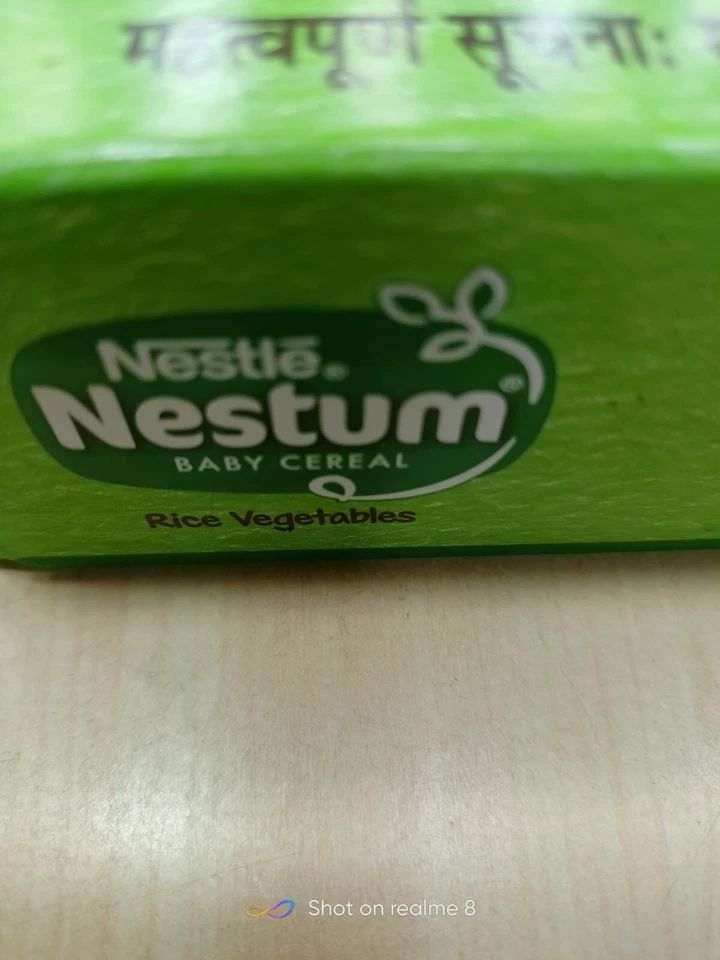 महत्वपूर्ण सूचना:
Nestlé®
Nestum®
BABY CEREAL
Rice Vegetables
Shot on realme 8